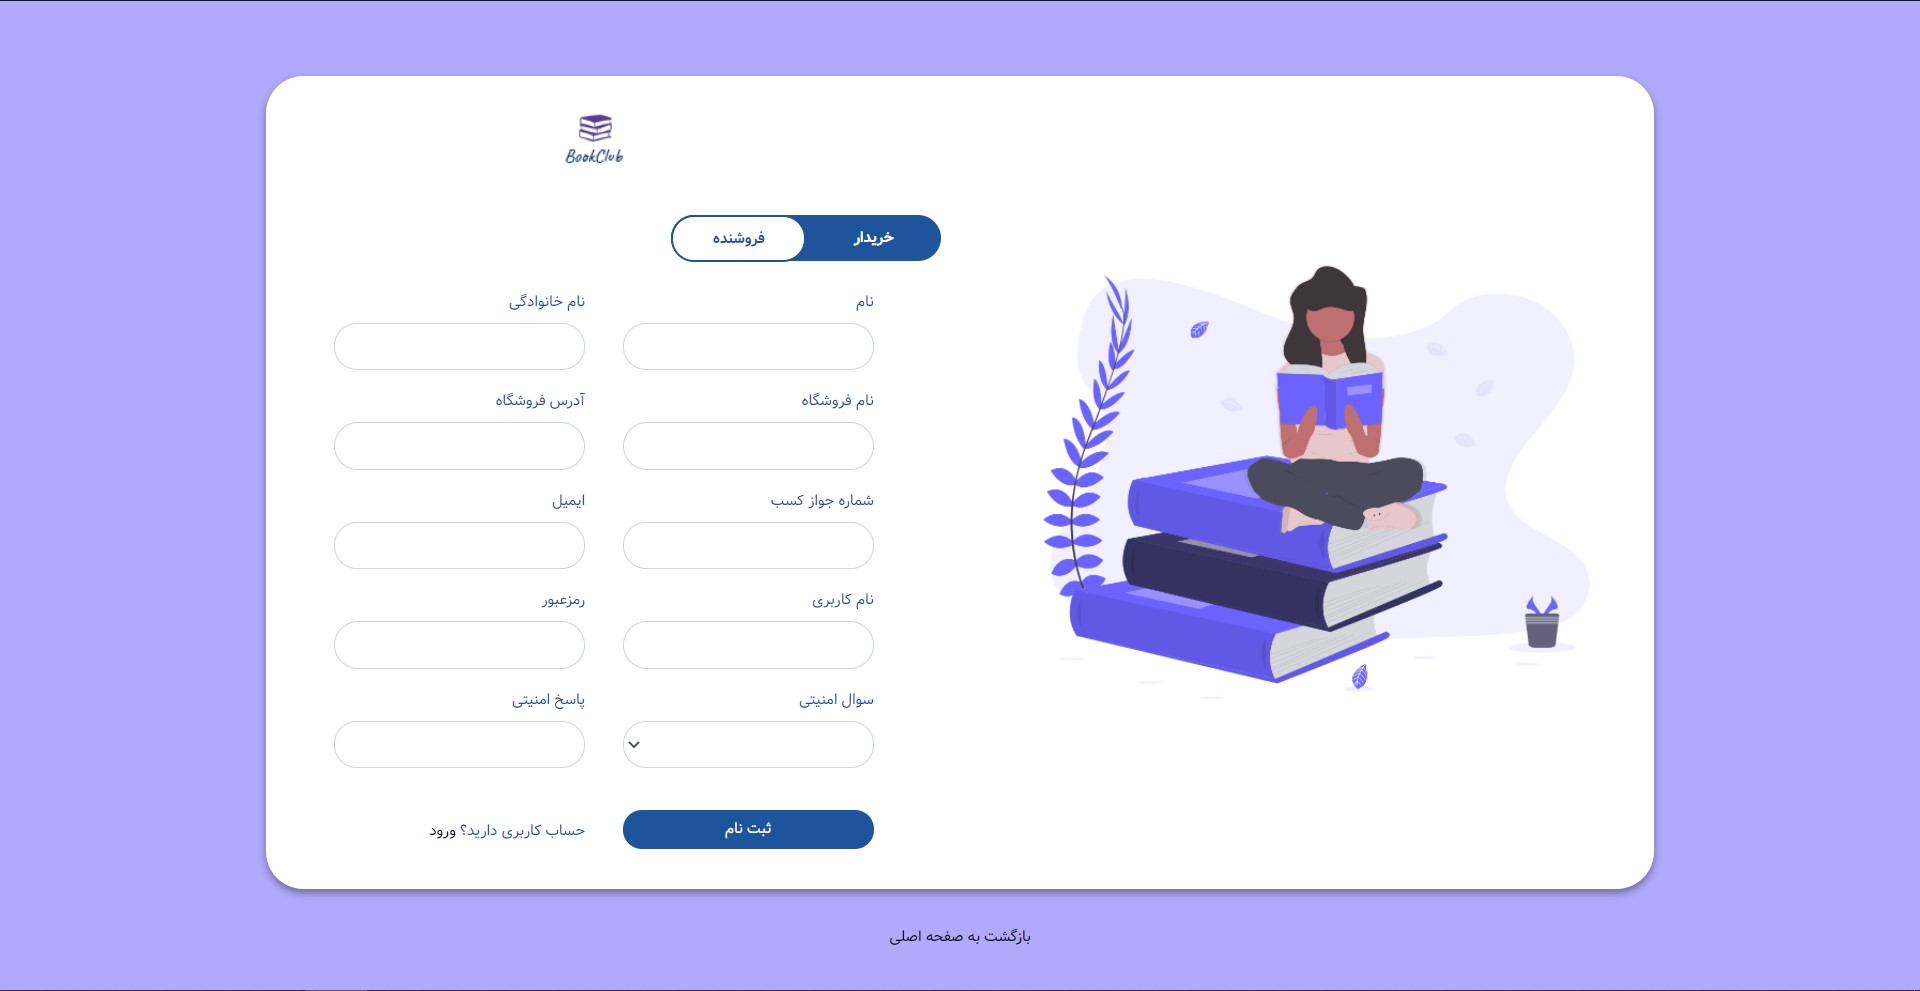 BookClub
خریدار
فروشنده
نام
نام خانوادگی
نام فروشگاه
آدرس فروشگاه
شماره جواز کسب
ایمیل
نام کاربری
رمزعبور
سوال امنیتی
پاسخ امنیتی
ثبت نام
حساب کاربری دارید؟ ورود
بازگشت به صفحه اصلی